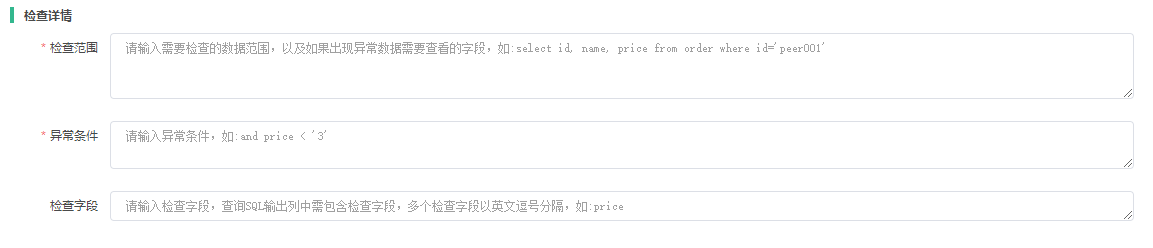 检查详情
* 检查范围 请输入需要检查的数据范围，以及如果出现异常数据需要查看的字段，如:select id, name, price from order where id='peer001'
* 异常条件 请输入异常条件，如:and price < '3'
检查字段 请输入检查字段，查询SQL输出列中需包含检查字段，多个检查字段以英文逗号分隔，如:price